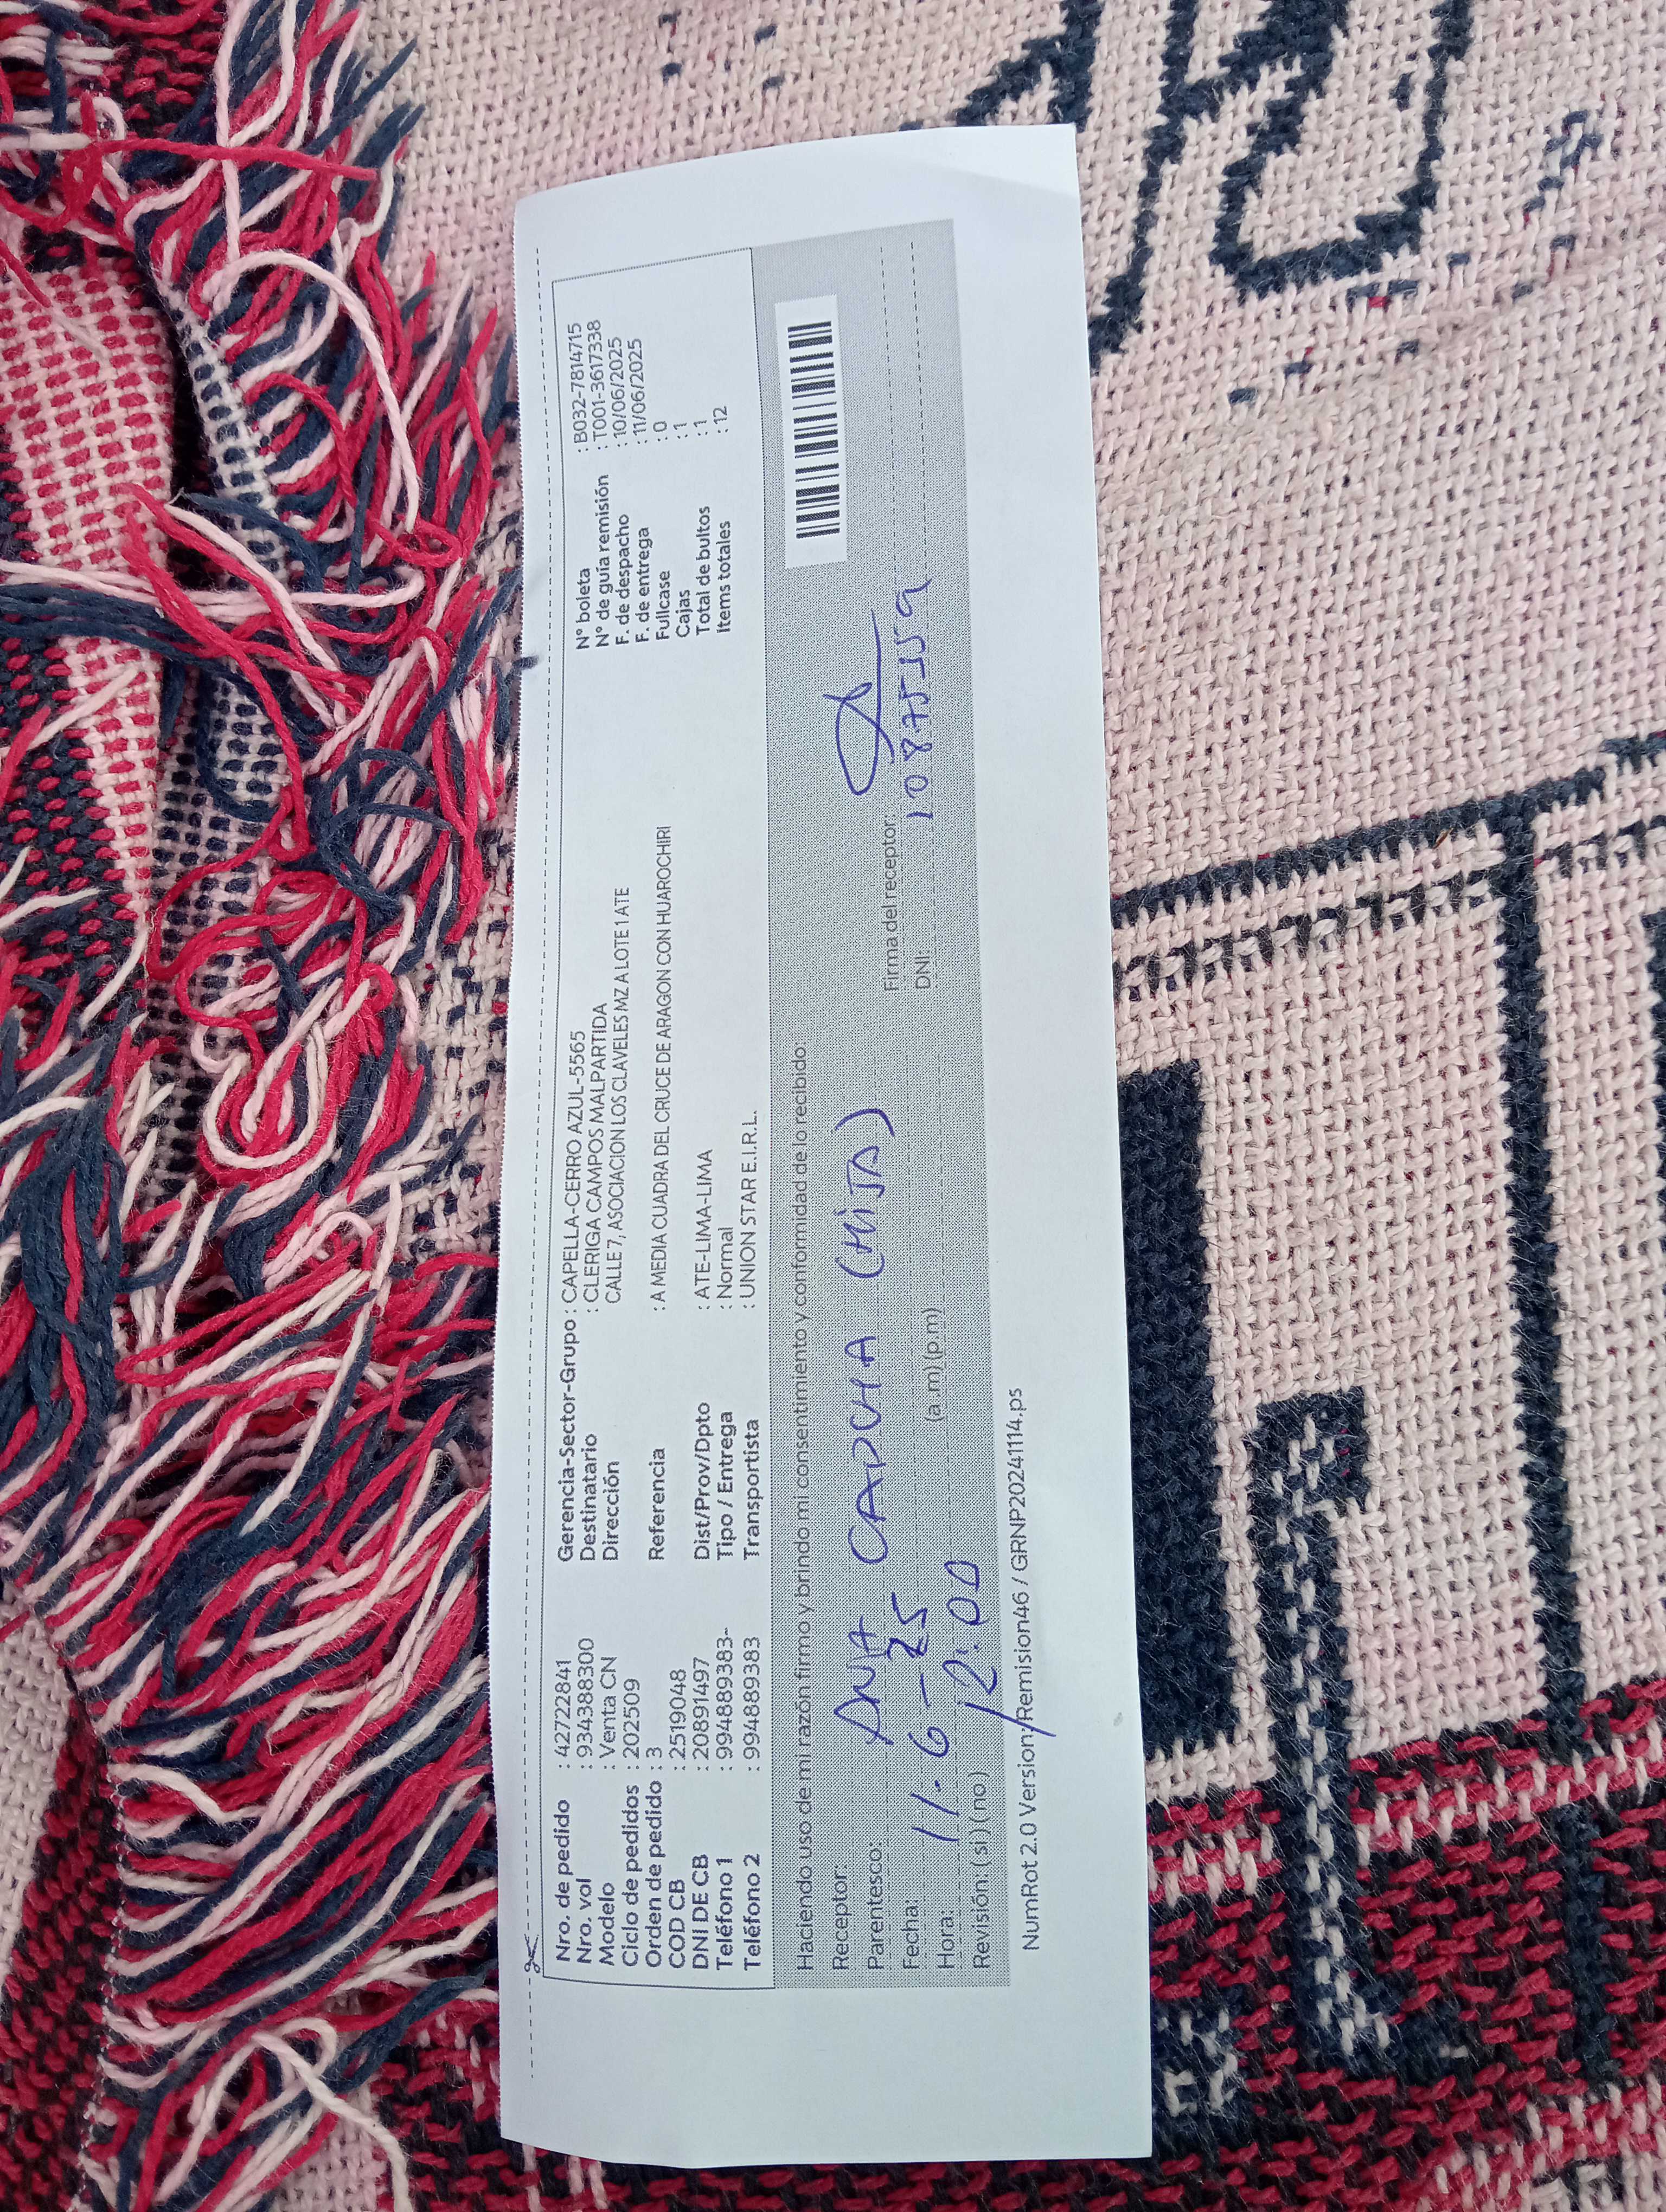 Nro. de pedido : 42722841
Nro. vol : 934388300
Modelo : Venta CN
Ciclo de pedidos : 202509
Orden de pedido : 3
COD CB : 2519048
DNI DE CB : 20891497
Teléfono 1 : 994889383-
Teléfono 2 : 994889383
Gerencia-Sector-Grupo : CAPELLA-CERRO AZUL-5565
Destinatario : CLERIGA CAMPOS MALPARTIDA
Dirección CALLE 7, ASOCIACION LOS CLAVELES MZ A LOTE 1 ATE
Referencia : A MEDIA CUADRA DEL CRUCE DE ARAGON CON HUAROCHIRI
Dist/Prov/Dpto : ATE-LIMA-LIMA
Tipo / Entrega : Normal
Transportista : UNION STAR E.I.R.L.
N° boleta : B032-7814715
N° de guía remisión : T001-3617338
F. de despacho : 10/06/2025
F. de entrega : 11/06/2025
Fullcase : 0
Cajas : 1
Total de bultos : 1
Items totales : 12
Haciendo uso de mi razón firmo y brindo mi consentimiento y conformidad de lo recibido:
Receptor: ANA CAPCHA (HIJA)
Parentesco:
Fecha: 11-6-25
Hora: 12:00 (a.m) (p.m)
Revisión: ( si ) ( no )
Firma del receptor:
DNI:
NumRot 2.0 Version:/Remision46 / GRNP20241114.ps